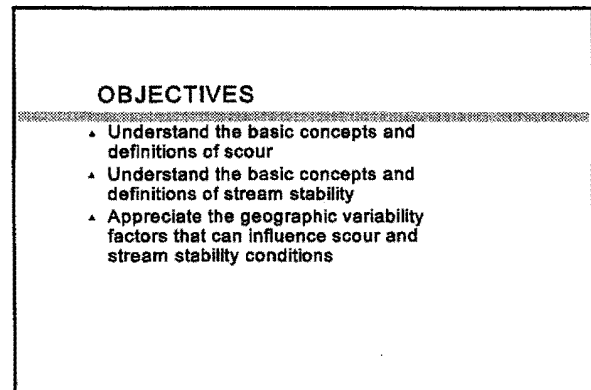 OBJECTIVES
▴ Understand the basic concepts and
definitions of scour
▴ Understand the basic concepts and
definitions of stream stability
▴ Appreciate the geographic variability
factors that can influence scour and
stream stability conditions